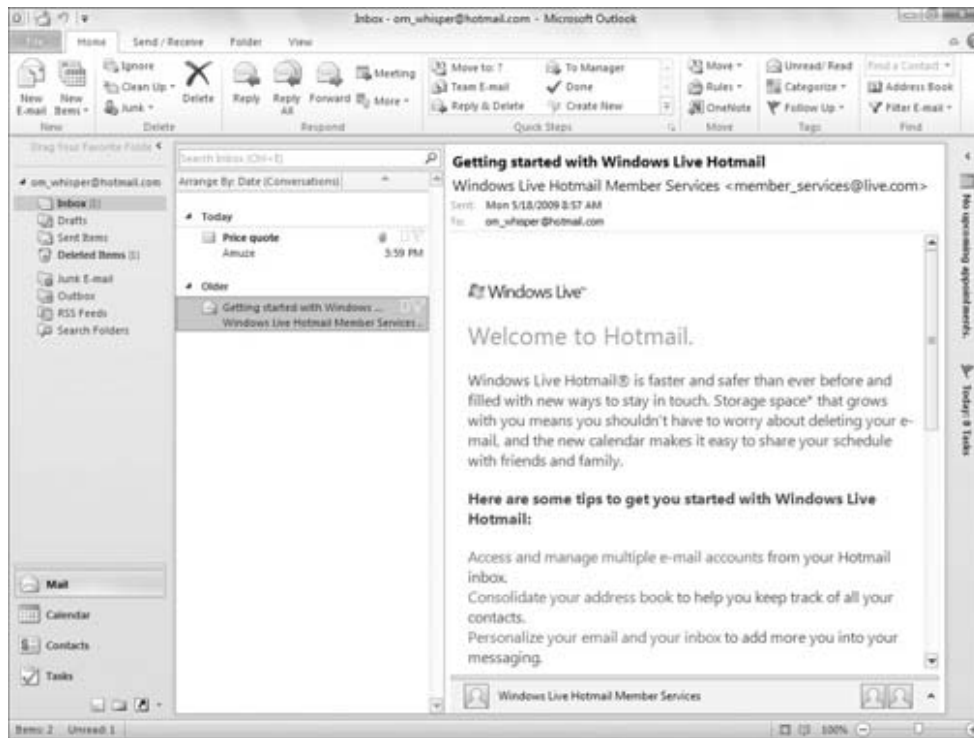 Inbox - om_whisper@hotmail.com - Microsoft Outlook
File Home Send / Receive Folder View
New E-mail
New Items
New
Ignore
Clean Up
Junk
Delete
Delete
Reply
Reply All
Forward
Meeting
More
Respond
Move to: ?
Team E-mail
Reply & Delete
To Manager
Done
Create New
Quick Steps
Move
Rules
OneNote
Move
Unread/ Read
Categorize
Follow Up
Tags
Find a Contact
Address Book
Filter E-mail
Find
Drag Your Favorite Folde
om_whisper@hotmail.com
Inbox (1)
Drafts
Sent Items
Deleted Items (1)
Junk E-mail
Outbox
RSS Feeds
Search Folders
Mail
Calendar
Contacts
Tasks
Search Inbox (Ctrl+E)
Arrange By: Date (Conversations)
Today
Price quote
Amuze 3:59 PM
Older
Getting started with Windows ...
Windows Live Hotmail Member Services
Getting started with Windows Live Hotmail
Windows Live Hotmail Member Services <member_services@live.com>
Sent: Mon 5/18/2009 8:57 AM
To: om_whisper@hotmail.com
Windows Live™
Welcome to Hotmail.
Windows Live Hotmail® is faster and safer than ever before and
filled with new ways to stay in touch. Storage space* that grows
with you means you shouldn't have to worry about deleting your e-
mail, and the new calendar makes it easy to share your schedule
with friends and family.
Here are some tips to get you started with Windows Live
Hotmail:
Access and manage multiple e-mail accounts from your Hotmail
inbox.
Consolidate your address book to help you keep track of all your
contacts.
Personalize your email and your inbox to add more you into your
messaging.
Windows Live Hotmail Member Services
No upcoming appointments.
Today: 0 Tasks
Items: 2 Unread: 1
100%